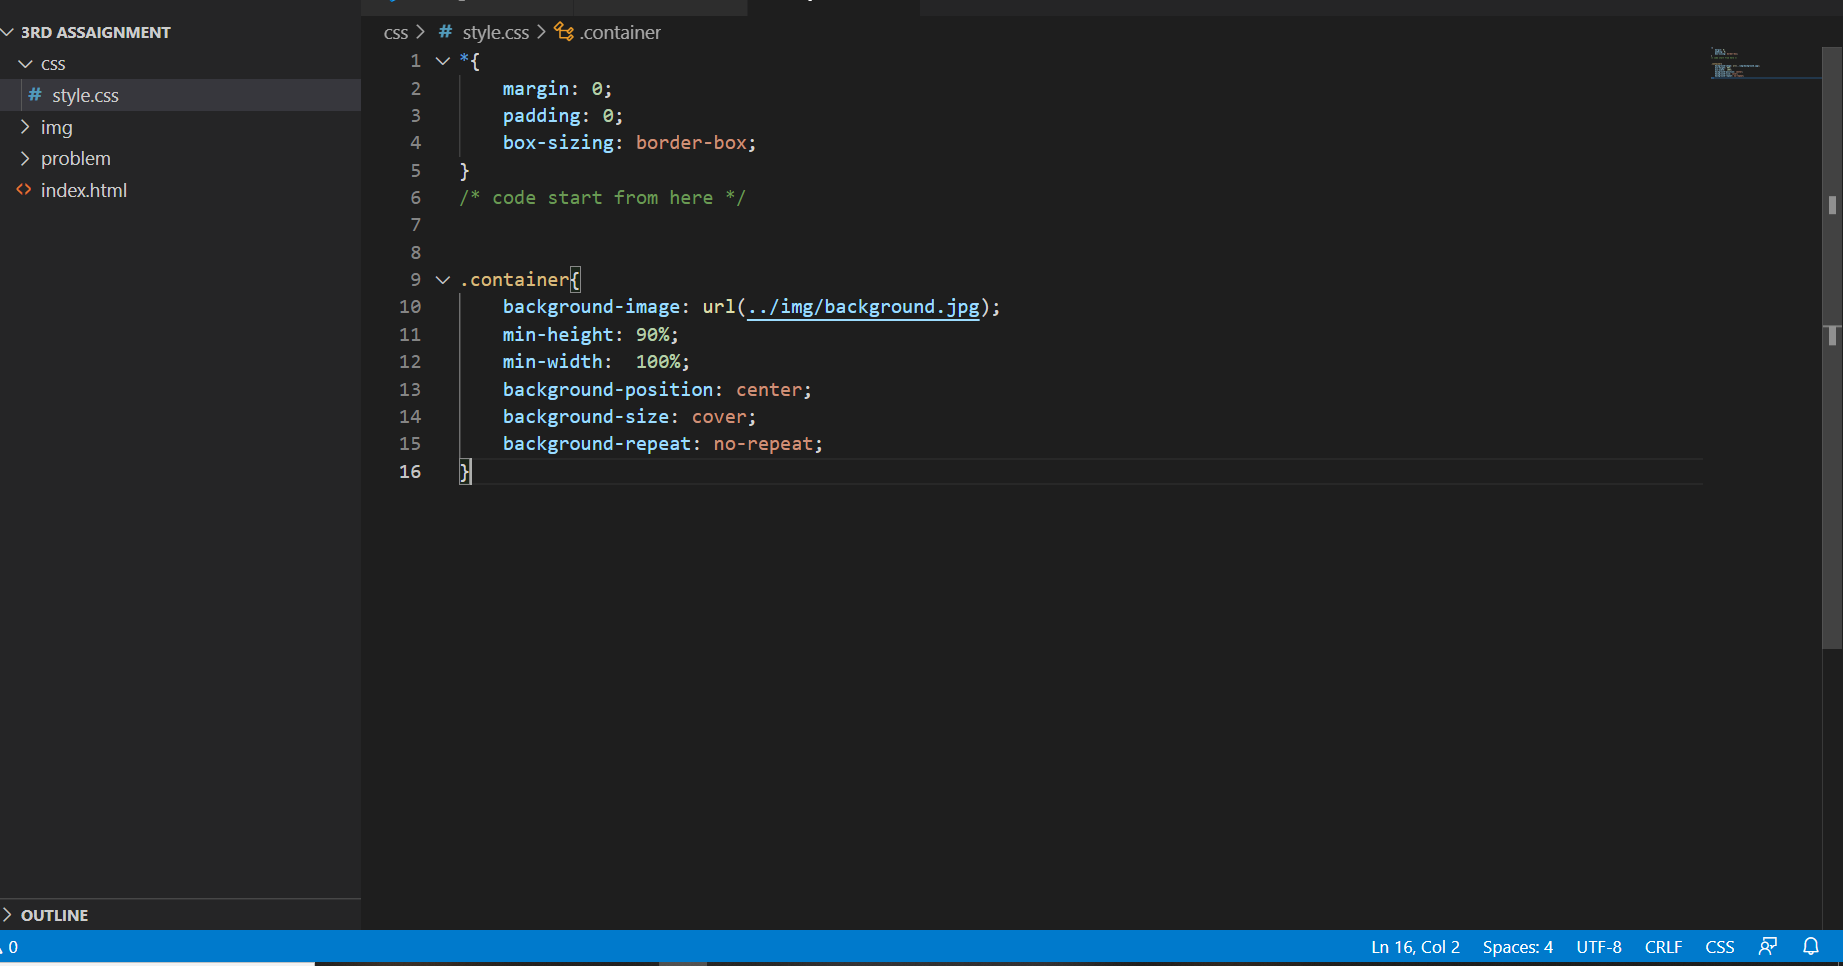 3RD ASSAIGNMENT
css
# style.css
img
problem
<> index.html
OUTLINE
css > # style.css > .container
1 *{
2 margin: 0;
3 padding: 0;
4 box-sizing: border-box;
5 }
6 /* code start from here */
7
8
9 .container{
10 background-image: url(../img/background.jpg);
11 min-height: 90%;
12 min-width:  100%;
13 background-position: center;
14 background-size: cover;
15 background-repeat: no-repeat;
16 }
0 Ln 16, Col 2 Spaces: 4 UTF-8 CRLF CSS